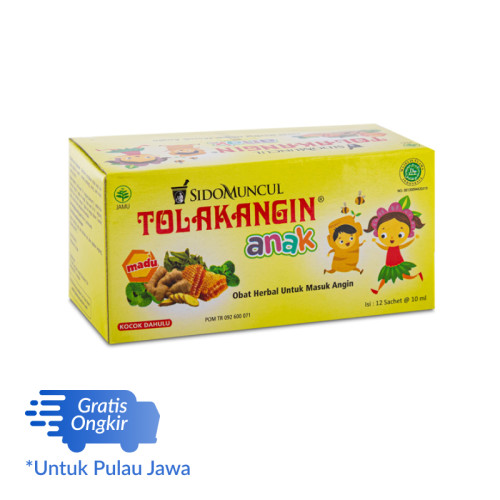 SIDOMUNCUL
TOLAKANGIN®
anak
JAMU
madu
Obat Herbal Untuk Masuk Angin
Isi : 12 Sachet @ 10 ml
KOCOK DAHULU
POM TR 092 600 071
Gratis
Ongkir
*Untuk Pulau Jawa